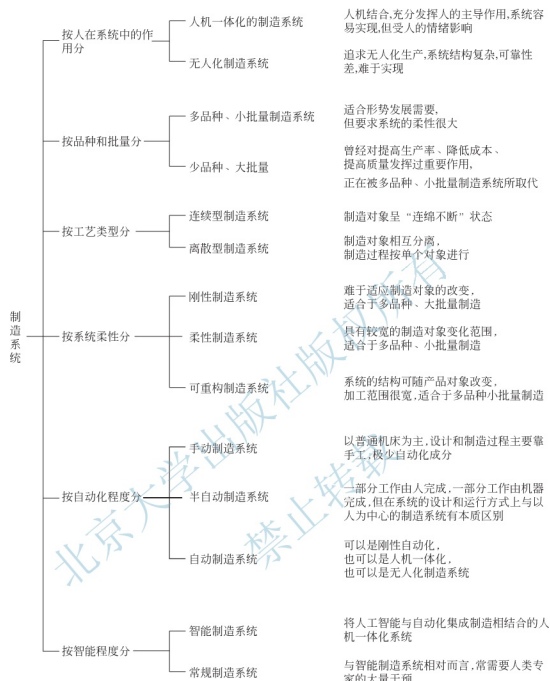 制造系统
按人在系统中的作
用分
人机一体化的制造系统
人机结合,充分发挥人的主导作用,系统容
易实现,但受人的情绪影响
无人化制造系统
追求无人化生产,系统结构复杂,可靠性
差,难于实现
按品种和批量分
多品种、小批量制造系统
适合形势发展需要,
但要求系统的柔性很大
少品种、大批量
曾经对提高生产率、降低成本、
提高质量发挥过重要作用,
正在被多品种、小批量制造系统所取代
按工艺类型分
连续型制造系统
制造对象呈“连绵不断”状态
离散型制造系统
制造对象相互分离,
制造过程按单个对象进行
按系统柔性分
刚性制造系统
难于适应制造对象的改变,
适合于多品种、大批量制造
柔性制造系统
具有较宽的制造对象变化范围,
适合于多品种、小批量制造
可重构制造系统
系统的结构可随产品对象改变,
加工范围很宽,适合于多品种小批量制造
按自动化程度分
手动制造系统
以普通机床为主,设计和制造过程主要靠
手工,极少自动化成分
半自动制造系统
一部分工作由人完成,一部分工作由机器
完成,但在系统的设计和运行方式上与以
人为中心的制造系统有本质区别
自动制造系统
可以是刚性自动化,
也可以是人机一体化,
也可以是无人化制造系统
按智能程度分
智能制造系统
将人工智能与自动化集成制造相结合的人
机一体化系统
常规制造系统
与智能制造系统相对而言,常需要人类专
家的大量干预
北京大学出版社版权所有
禁止转载